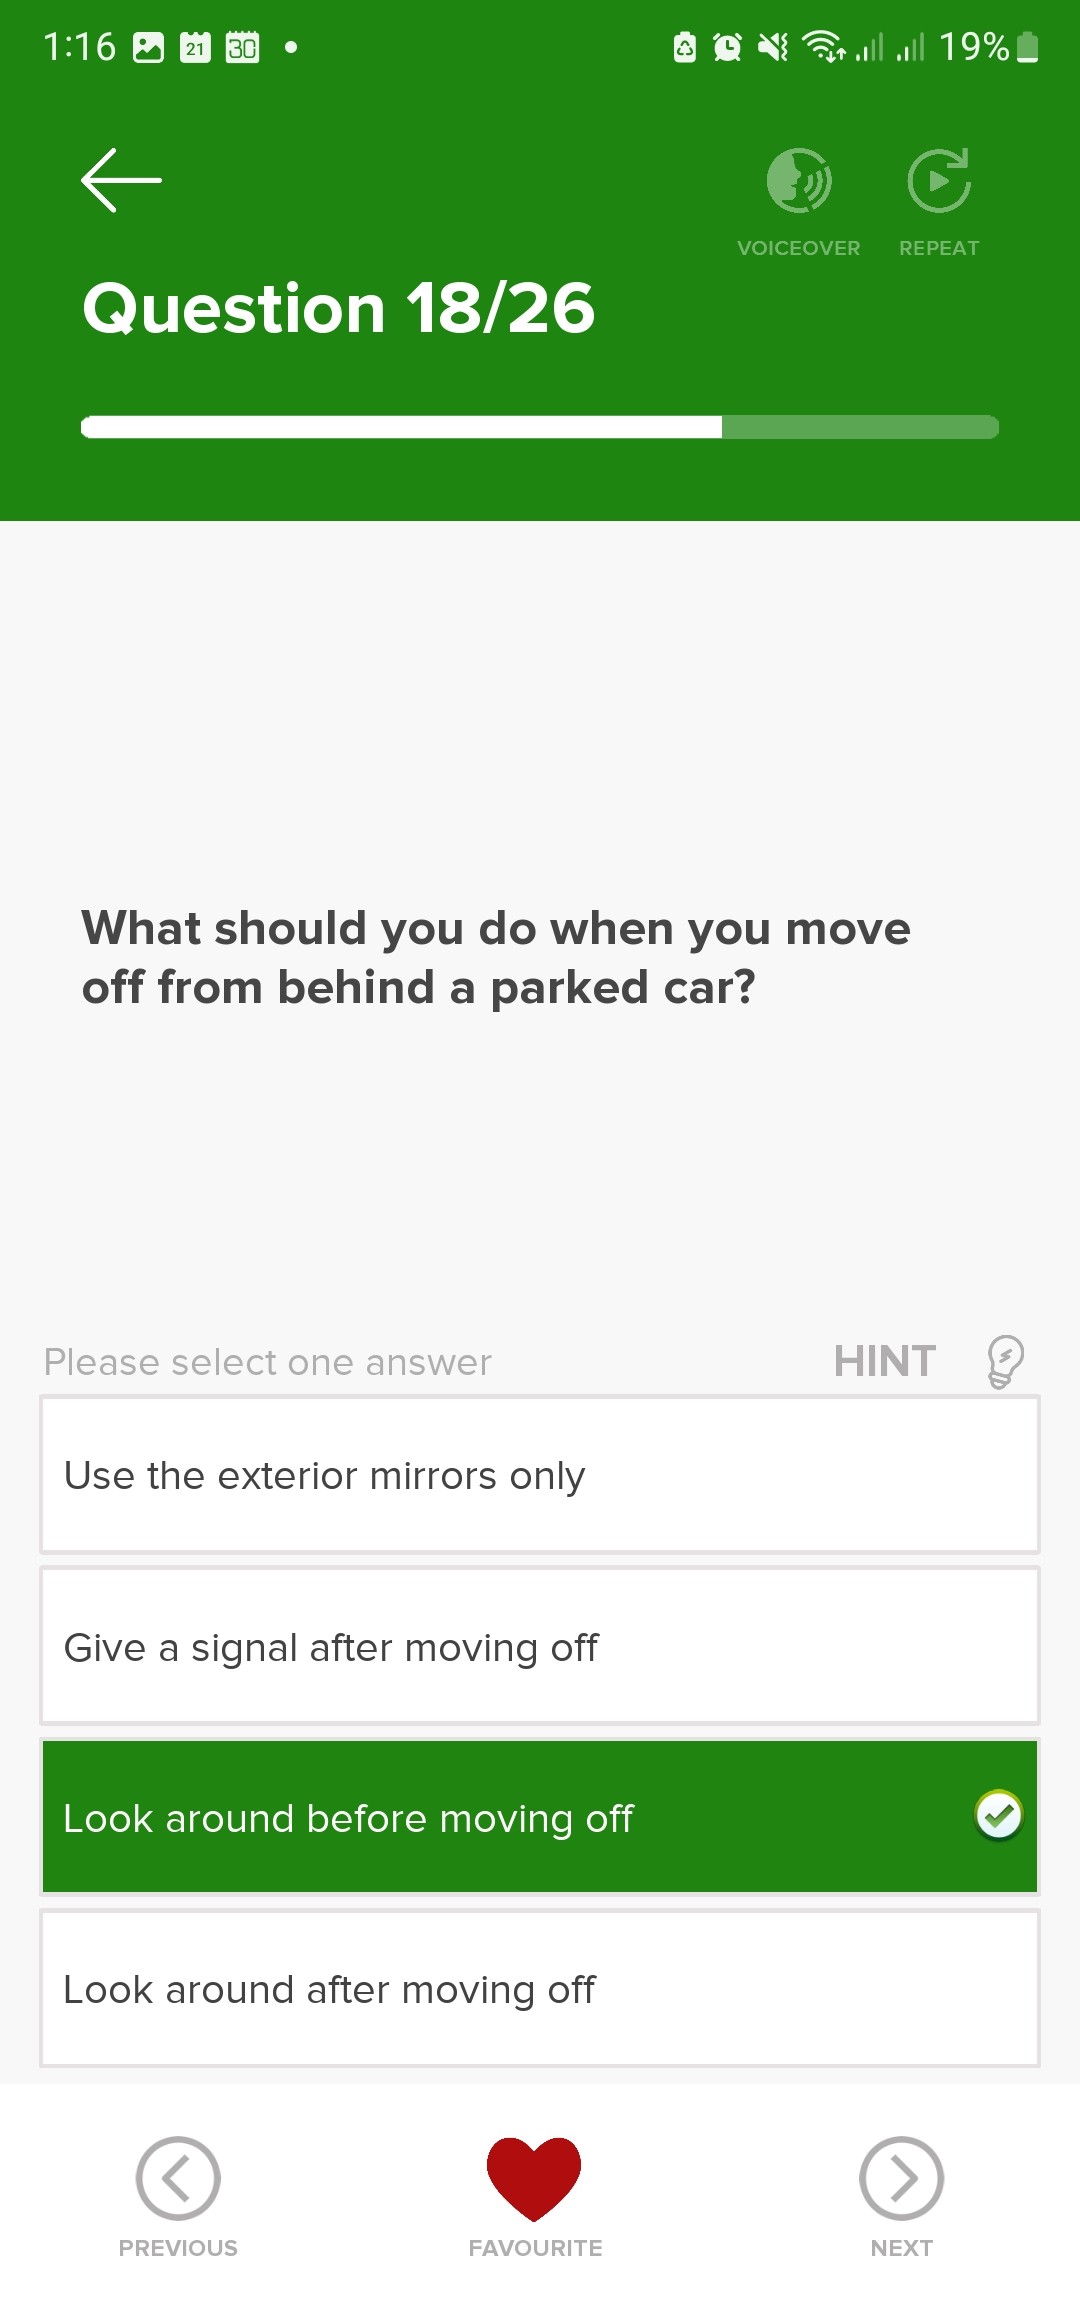 1:16 21 30 19%
VOICEOVER REPEAT
Question 18/26
What should you do when you move
off from behind a parked car?
Please select one answer HINT
Use the exterior mirrors only
Give a signal after moving off
Look around before moving off
Look around after moving off
PREVIOUS FAVOURITE NEXT